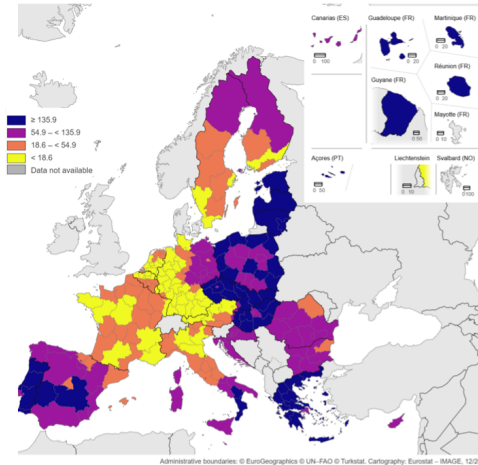 Canarias (ES)
0 100
Guadeloupe (FR)
0 20
Martinique (FR)
0 20
Guyane (FR)
0 50
Réunion (FR)
0 20
Mayotte (FR)
0 10
Açores (PT)
0 50
Liechtenstein
0 10
Svalbard (NO)
0 100
≥ 135.9
54.9 – < 135.9
18.6 – < 54.9
< 18.6
Data not available
Administrative boundaries: © EuroGeographics © UN–FAO © Turkstat. Cartography: Eurostat – IMAGE, 12/2